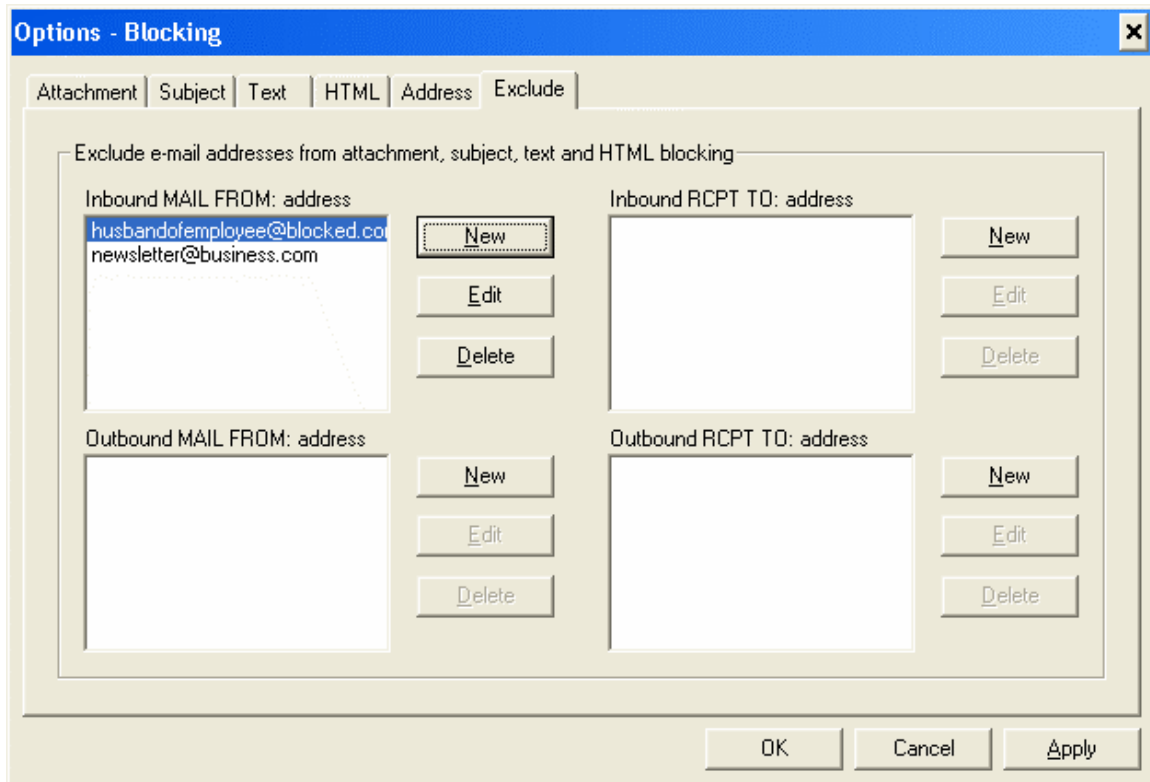 Options - Blocking
Attachment Subject Text HTML Address Exclude
Exclude e-mail addresses from attachment, subject, text and HTML blocking
Inbound MAIL FROM: address
husbandofemployee@blocked.co
newsletter@business.com
New
Edit
Delete
Inbound RCPT TO: address
New
Edit
Delete
Outbound MAIL FROM: address
New
Edit
Delete
Outbound RCPT TO: address
New
Edit
Delete
OK Cancel Apply